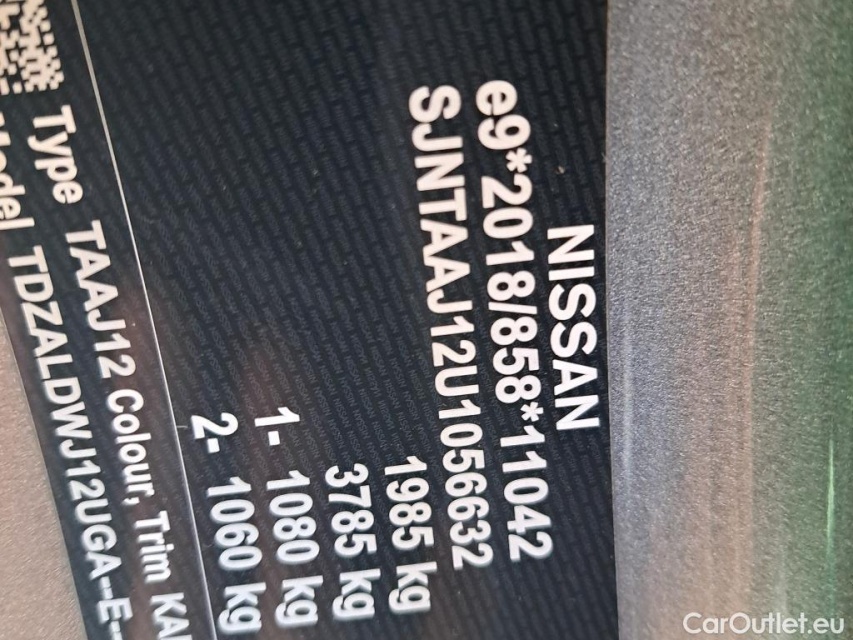 NISSAN
e9*2018/858*11042
SJNTAAJ12U1056632
1985 kg
3785 kg
1- 1080 kg
2- 1060 kg
Type TAAJ12 Colour, Trim
TDZALDWJ12UGA--E-
CarOutlet.eu